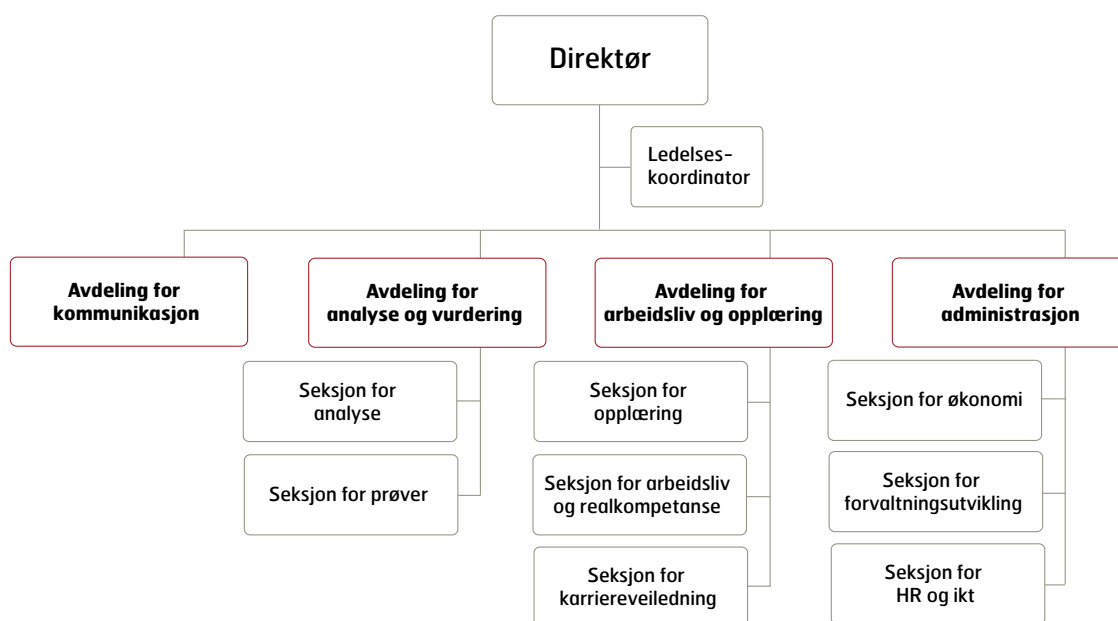 Direktør
Ledelses-
koordinator
Avdeling for
kommunikasjon
Avdeling for
analyse og vurdering
Avdeling for
arbeidsliv og opplæring
Avdeling for
administrasjon
Seksjon for
analyse
Seksjon for prøver
Seksjon for
opplæring
Seksjon for arbeidsliv
og realkompetanse
Seksjon for
karriereveiledning
Seksjon for økonomi
Seksjon for
forvaltningsutvikling
Seksjon for
HR og ikt